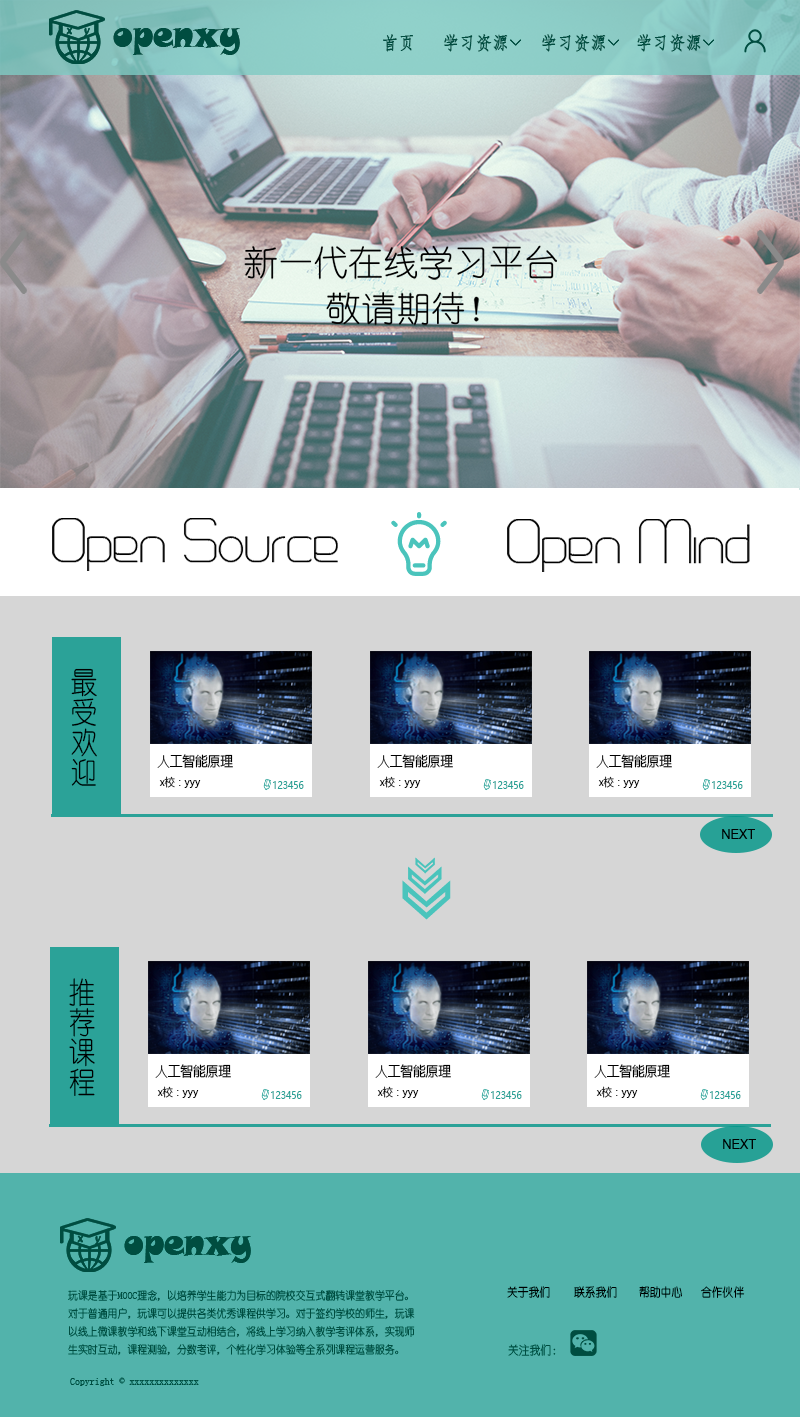 openxy
首页 学习资源 学习资源 学习资源
新一代在线学习平台
敬请期待！
Open Source Open Mind
最受欢迎
人工智能原理 人工智能原理 人工智能原理
x校：yyy 123456 x校：yyy 123456 x校：yyy 123456
NEXT
推荐课程
人工智能原理 人工智能原理 人工智能原理
x校：yyy 123456 x校：yyy 123456 x校：yyy 123456
NEXT
openxy
玩课是基于MOOC理念，以培养学生能力为目标的院校交互式翻转课堂教学平台。
对于普通用户，玩课可以提供各类优秀课程供学习。对于签约学校的师生，玩课
以线上微课教学和线下课堂互动相结合，将线上学习纳入教学考评体系，实现师
生实时互动，课程测验，分数考评，个性化学习体验等全系列课程运营服务。
关于我们 联系我们 帮助中心 合作伙伴
关注我们：
Copyright © xxxxxxxxxxxxxx